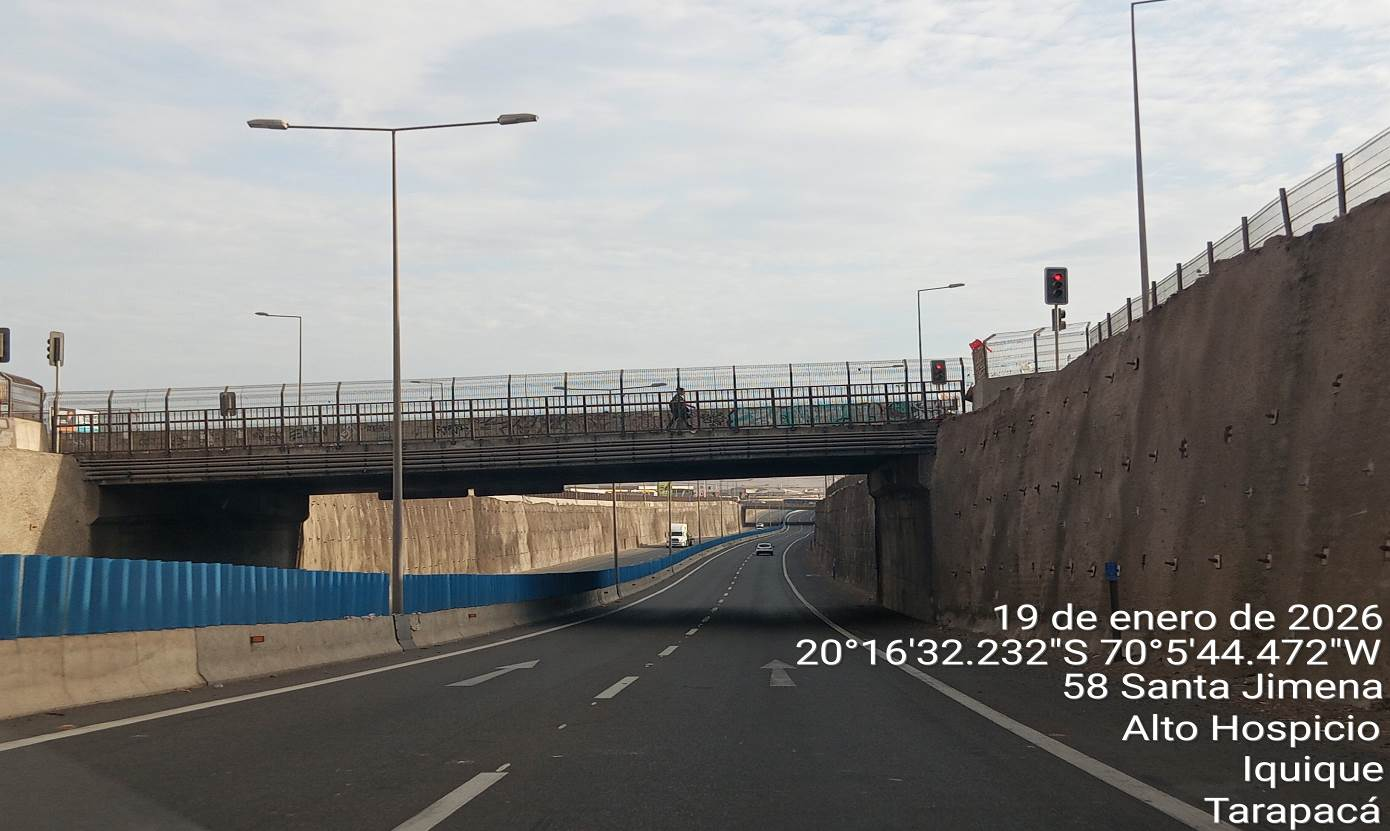 19 de enero de 2026
20°16'32.232"S 70°5'44.472"W
58 Santa Jimena
Alto Hospicio
Iquique
Tarapacá